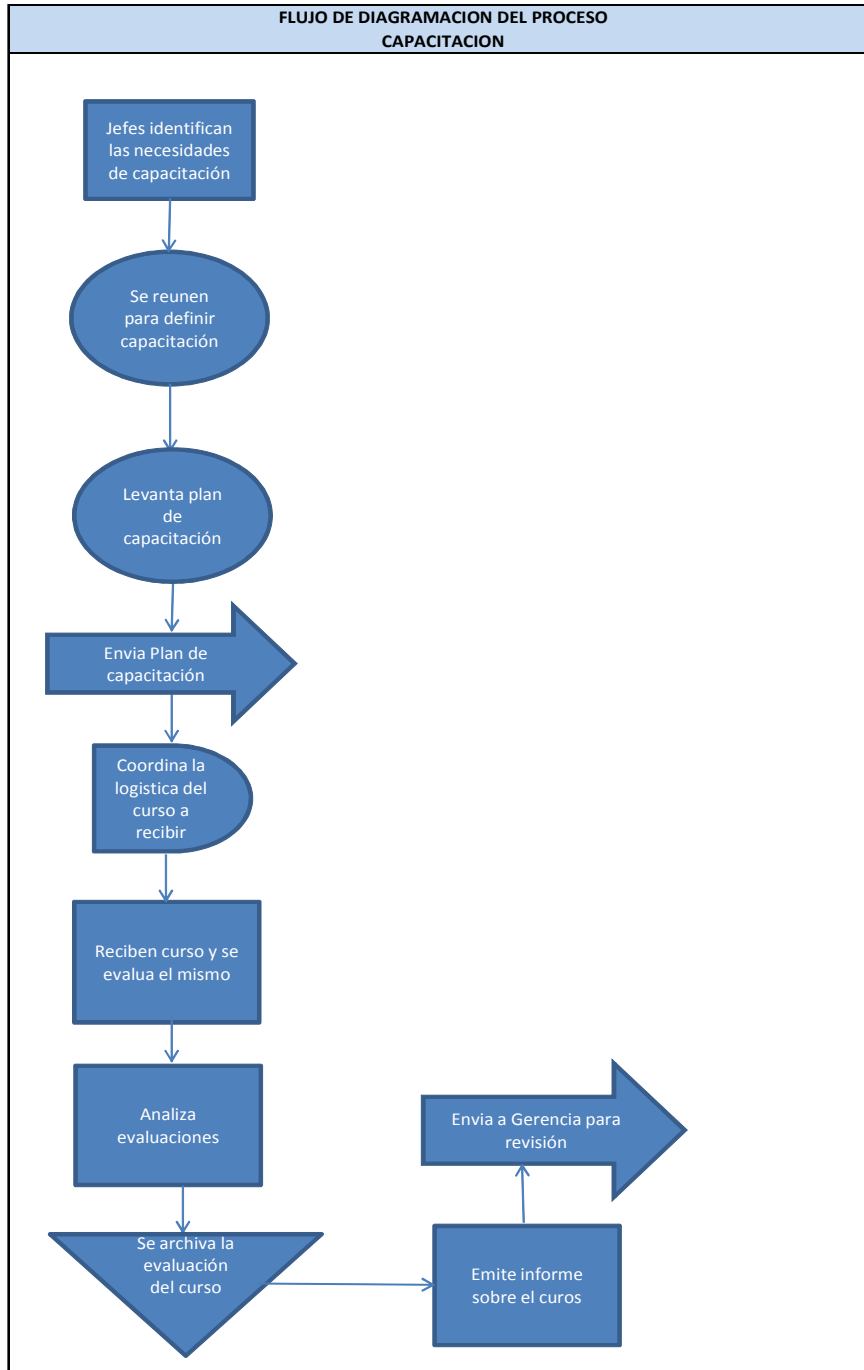 FLUJO DE DIAGRAMACION DEL PROCESO
CAPACITACION
Jefes identifican
las necesidades
de capacitación
Se reunen
para definir
capacitación
Levanta plan
de
capacitación
Envia Plan de
capacitación
Coordina la
logistica del
curso a
recibir
Reciben curso y se
evalua el mismo
Analiza
evaluaciones
Se archiva la
evaluación
del curso
Emite informe
sobre el curos
Envia a Gerencia para
revisión